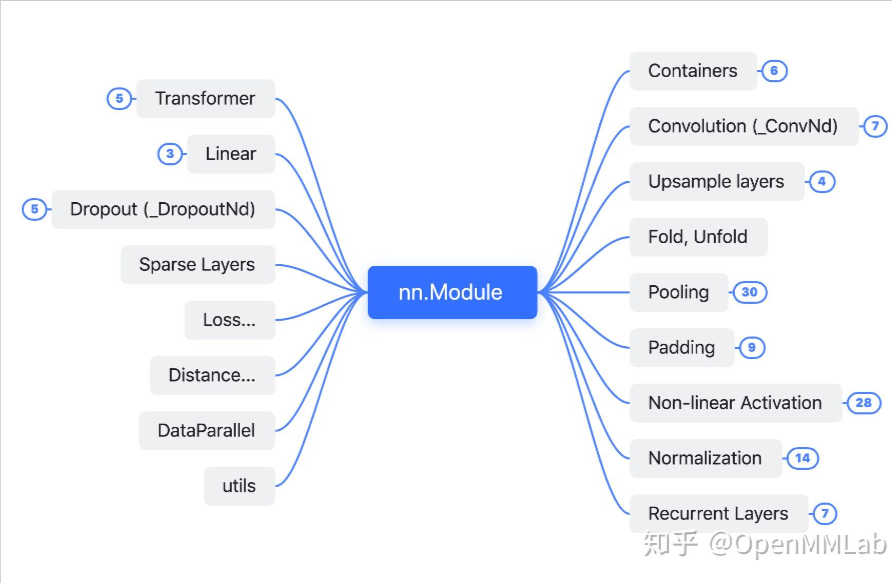 nn.Module
5 Transformer
3 Linear
5 Dropout (_DropoutNd)
Sparse Layers
Loss...
Distance...
DataParallel
utils
Containers 6
Convolution (_ConvNd) 7
Upsample layers 4
Fold, Unfold
Pooling 30
Padding 9
Non-linear Activation 28
Normalization 14
Recurrent Layers 7
知乎 @OpenMMLab